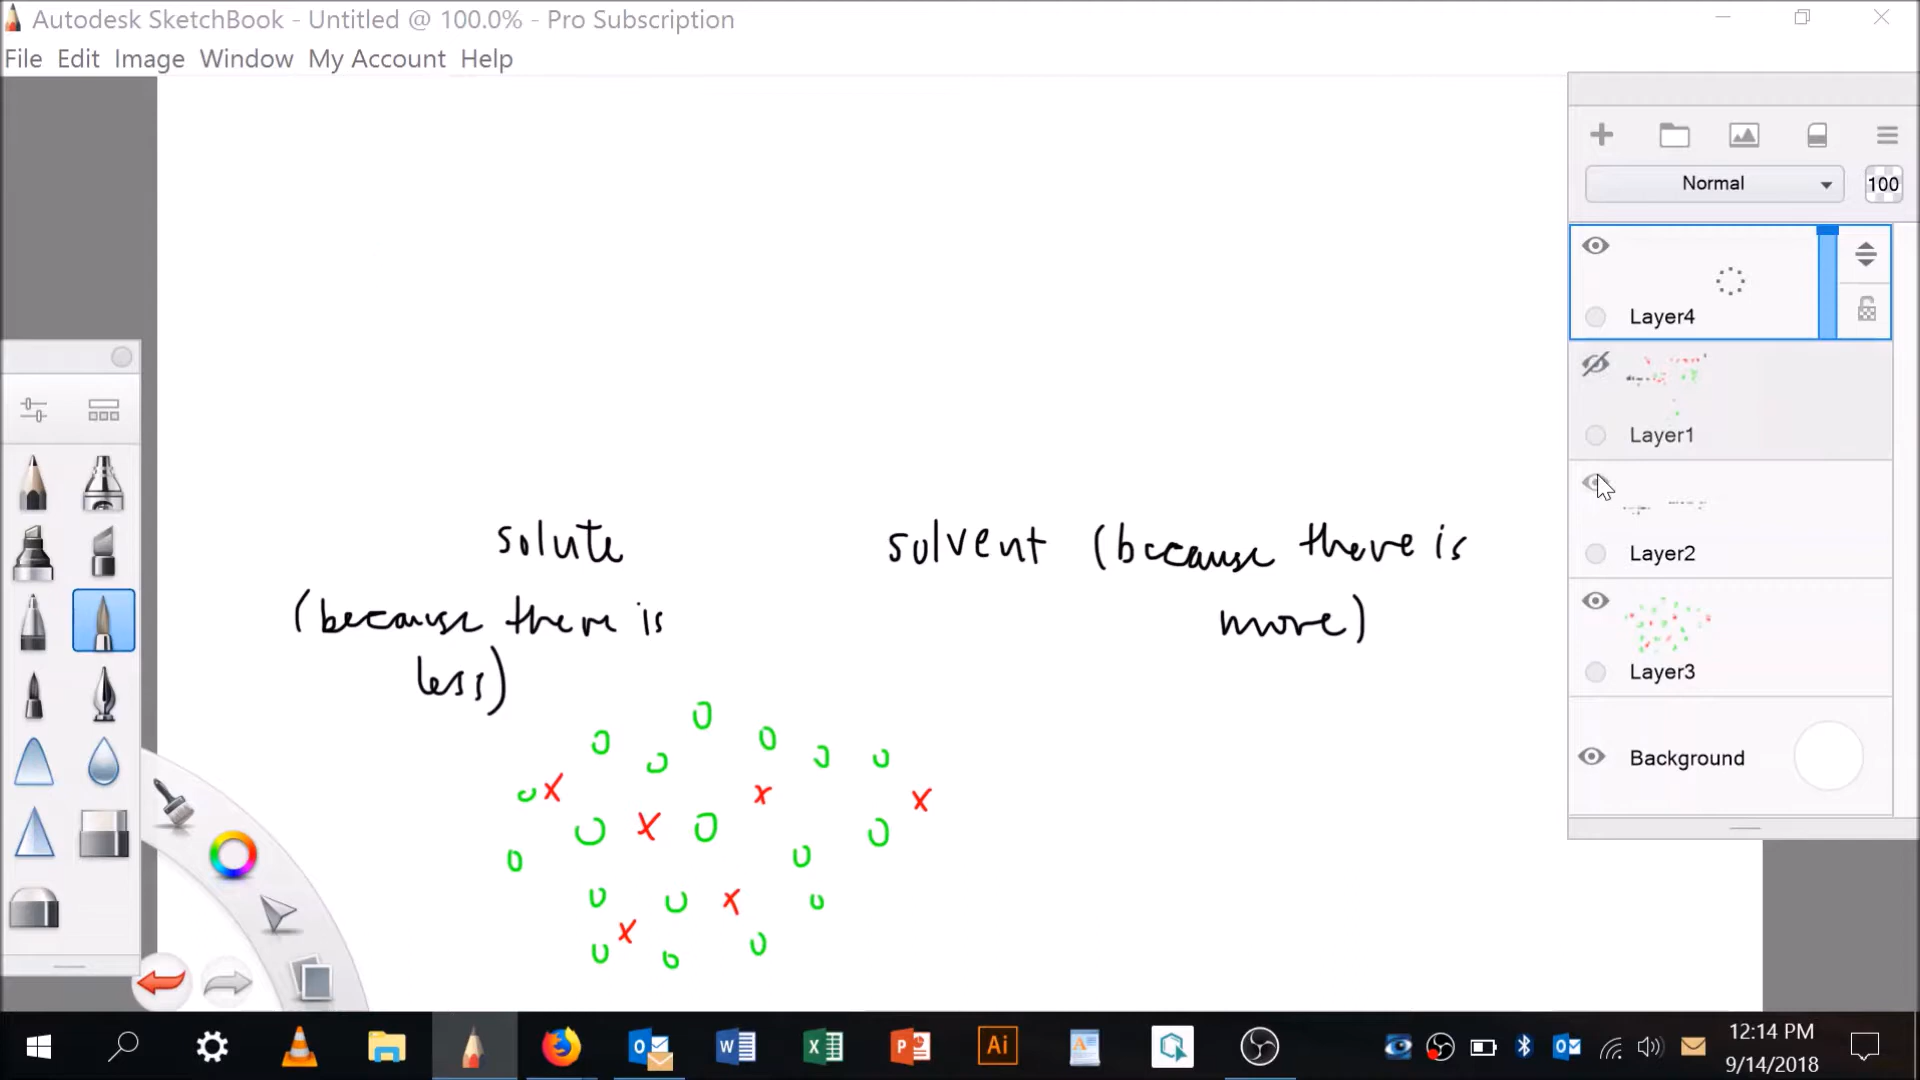 Autodesk SketchBook - Untitled @ 100.0% - Pro Subscription
File Edit Image Window My Account Help
Normal
100
Layer4
Layer1
Layer2
Layer3
Background
solute
(because there is
less)
solvent (because there is
more)
Ai
12:14 PM
9/14/2018